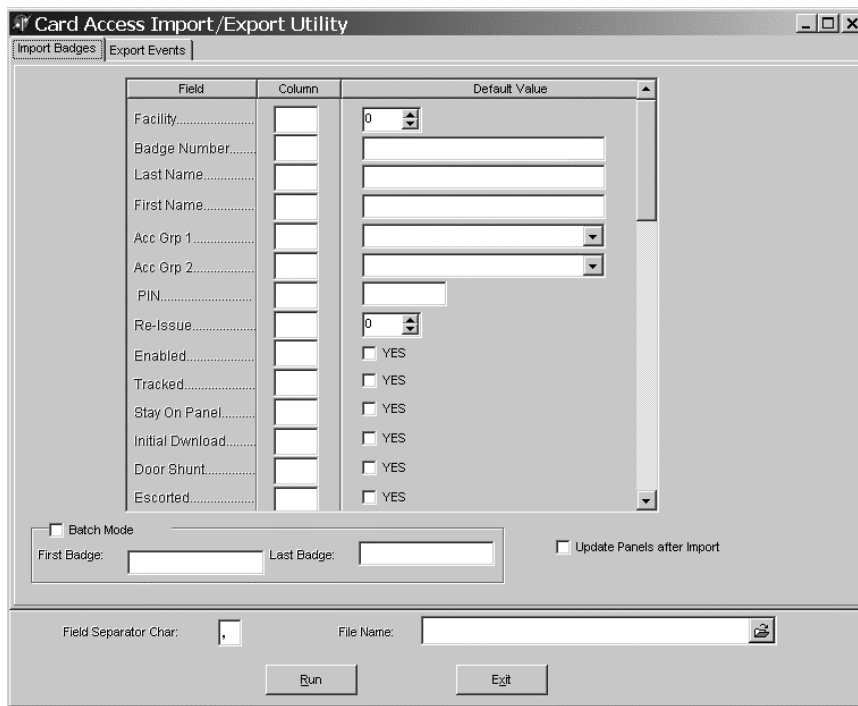 Card Access Import/Export Utility
Import Badges Export Events
Field Column Default Value
Facility....................... 0
Badge Number........
Last Name...............
First Name...............
Acc Grp 1..................
Acc Grp 2..................
PIN...........................
Re-Issue................... 0
Enabled.................... YES
Tracked..................... YES
Stay On Panel.......... YES
Initial Dwnload......... YES
Door Shunt............... YES
Escorted................... YES
Batch Mode
First Badge: Last Badge: Update Panels after Import
Field Separator Char: , File Name:
Run Exit